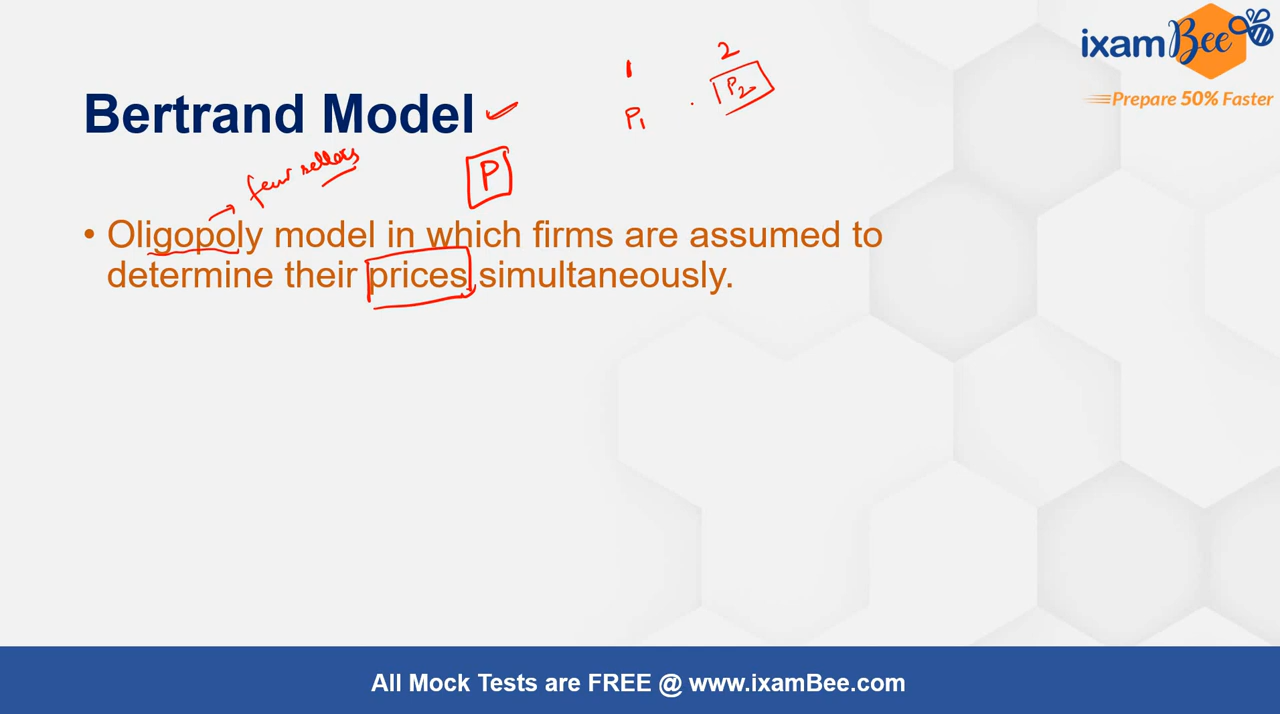 ixamBee
Prepare 50% Faster
1 2
P1 P2
Bertrand Model
few sellers
P
• Oligopoly model in which firms are assumed to
determine their prices simultaneously.
All Mock Tests are FREE @ www.ixamBee.com